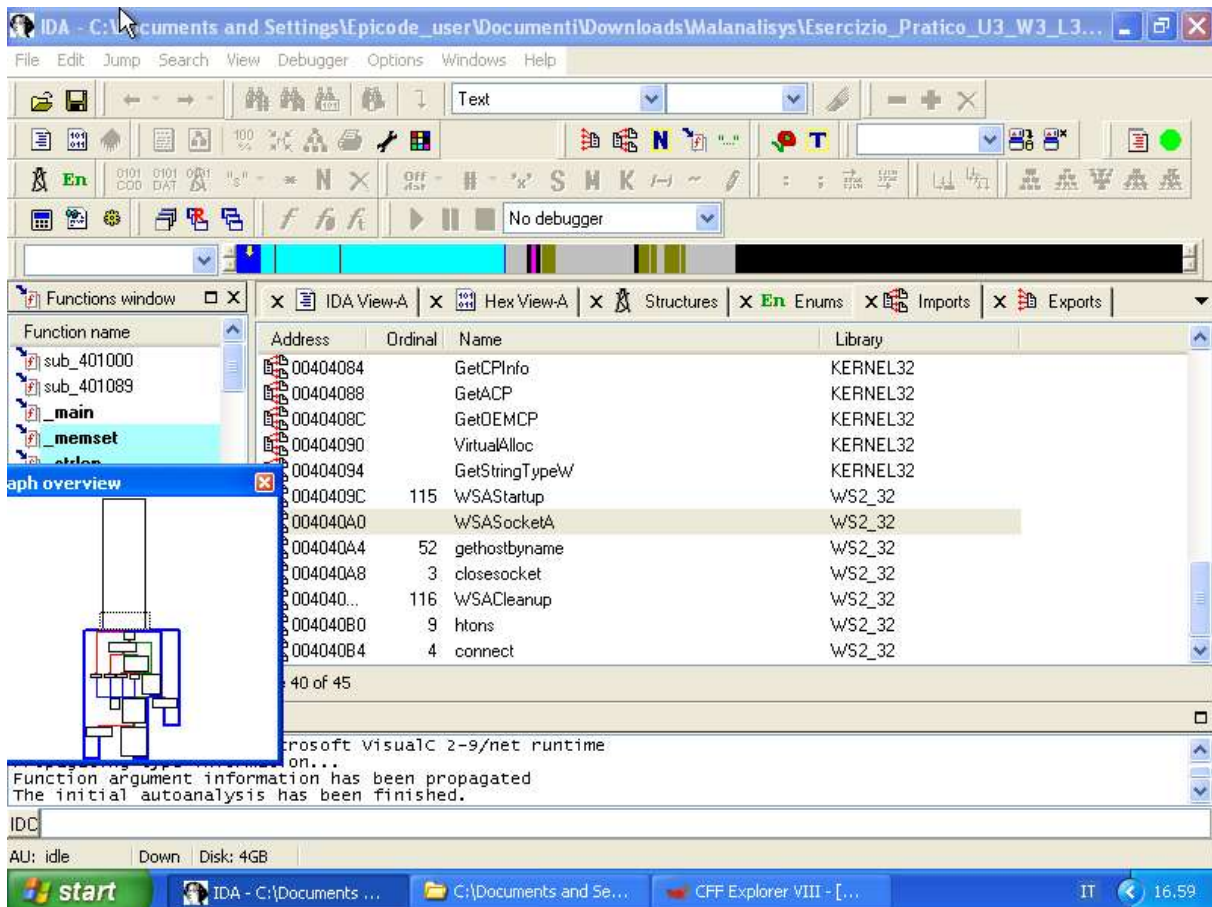 IDA - C:\Documents and Settings\Epicode_user\Documenti\Downloads\Malanalisys\Esercizio_Pratico_U3_W3_L3...
File Edit Jump Search View Debugger Options Windows Help
Text
En
No debugger
Functions window
IDA View-A
Hex View-A
Structures
En Enums
Imports
Exports
Function name
sub_401000
sub_401089
_main
_memset
_strlen
Address Ordinal Name Library
00404084 GetCPInfo KERNEL32
00404088 GetACP KERNEL32
0040408C GetOEMCP KERNEL32
00404090 VirtualAlloc KERNEL32
00404094 GetStringTypeW KERNEL32
0040409C 115 WSAStartup WS2_32
004040A0 WSASocketA WS2_32
004040A4 52 gethostbyname WS2_32
004040A8 3 closesocket WS2_32
004040... 116 WSACleanup WS2_32
004040B0 9 htons WS2_32
004040B4 4 connect WS2_32
aph overview
40 of 45
crosoft VisualC 2-9/net runtime
Function argument information has been propagated
The initial autoanalysis has been finished.
IDC
AU: idle Down Disk: 4GB
start
IDA - C:\Documents ...
C:\Documents and Se...
CFF Explorer VIII - [...
IT
16.59